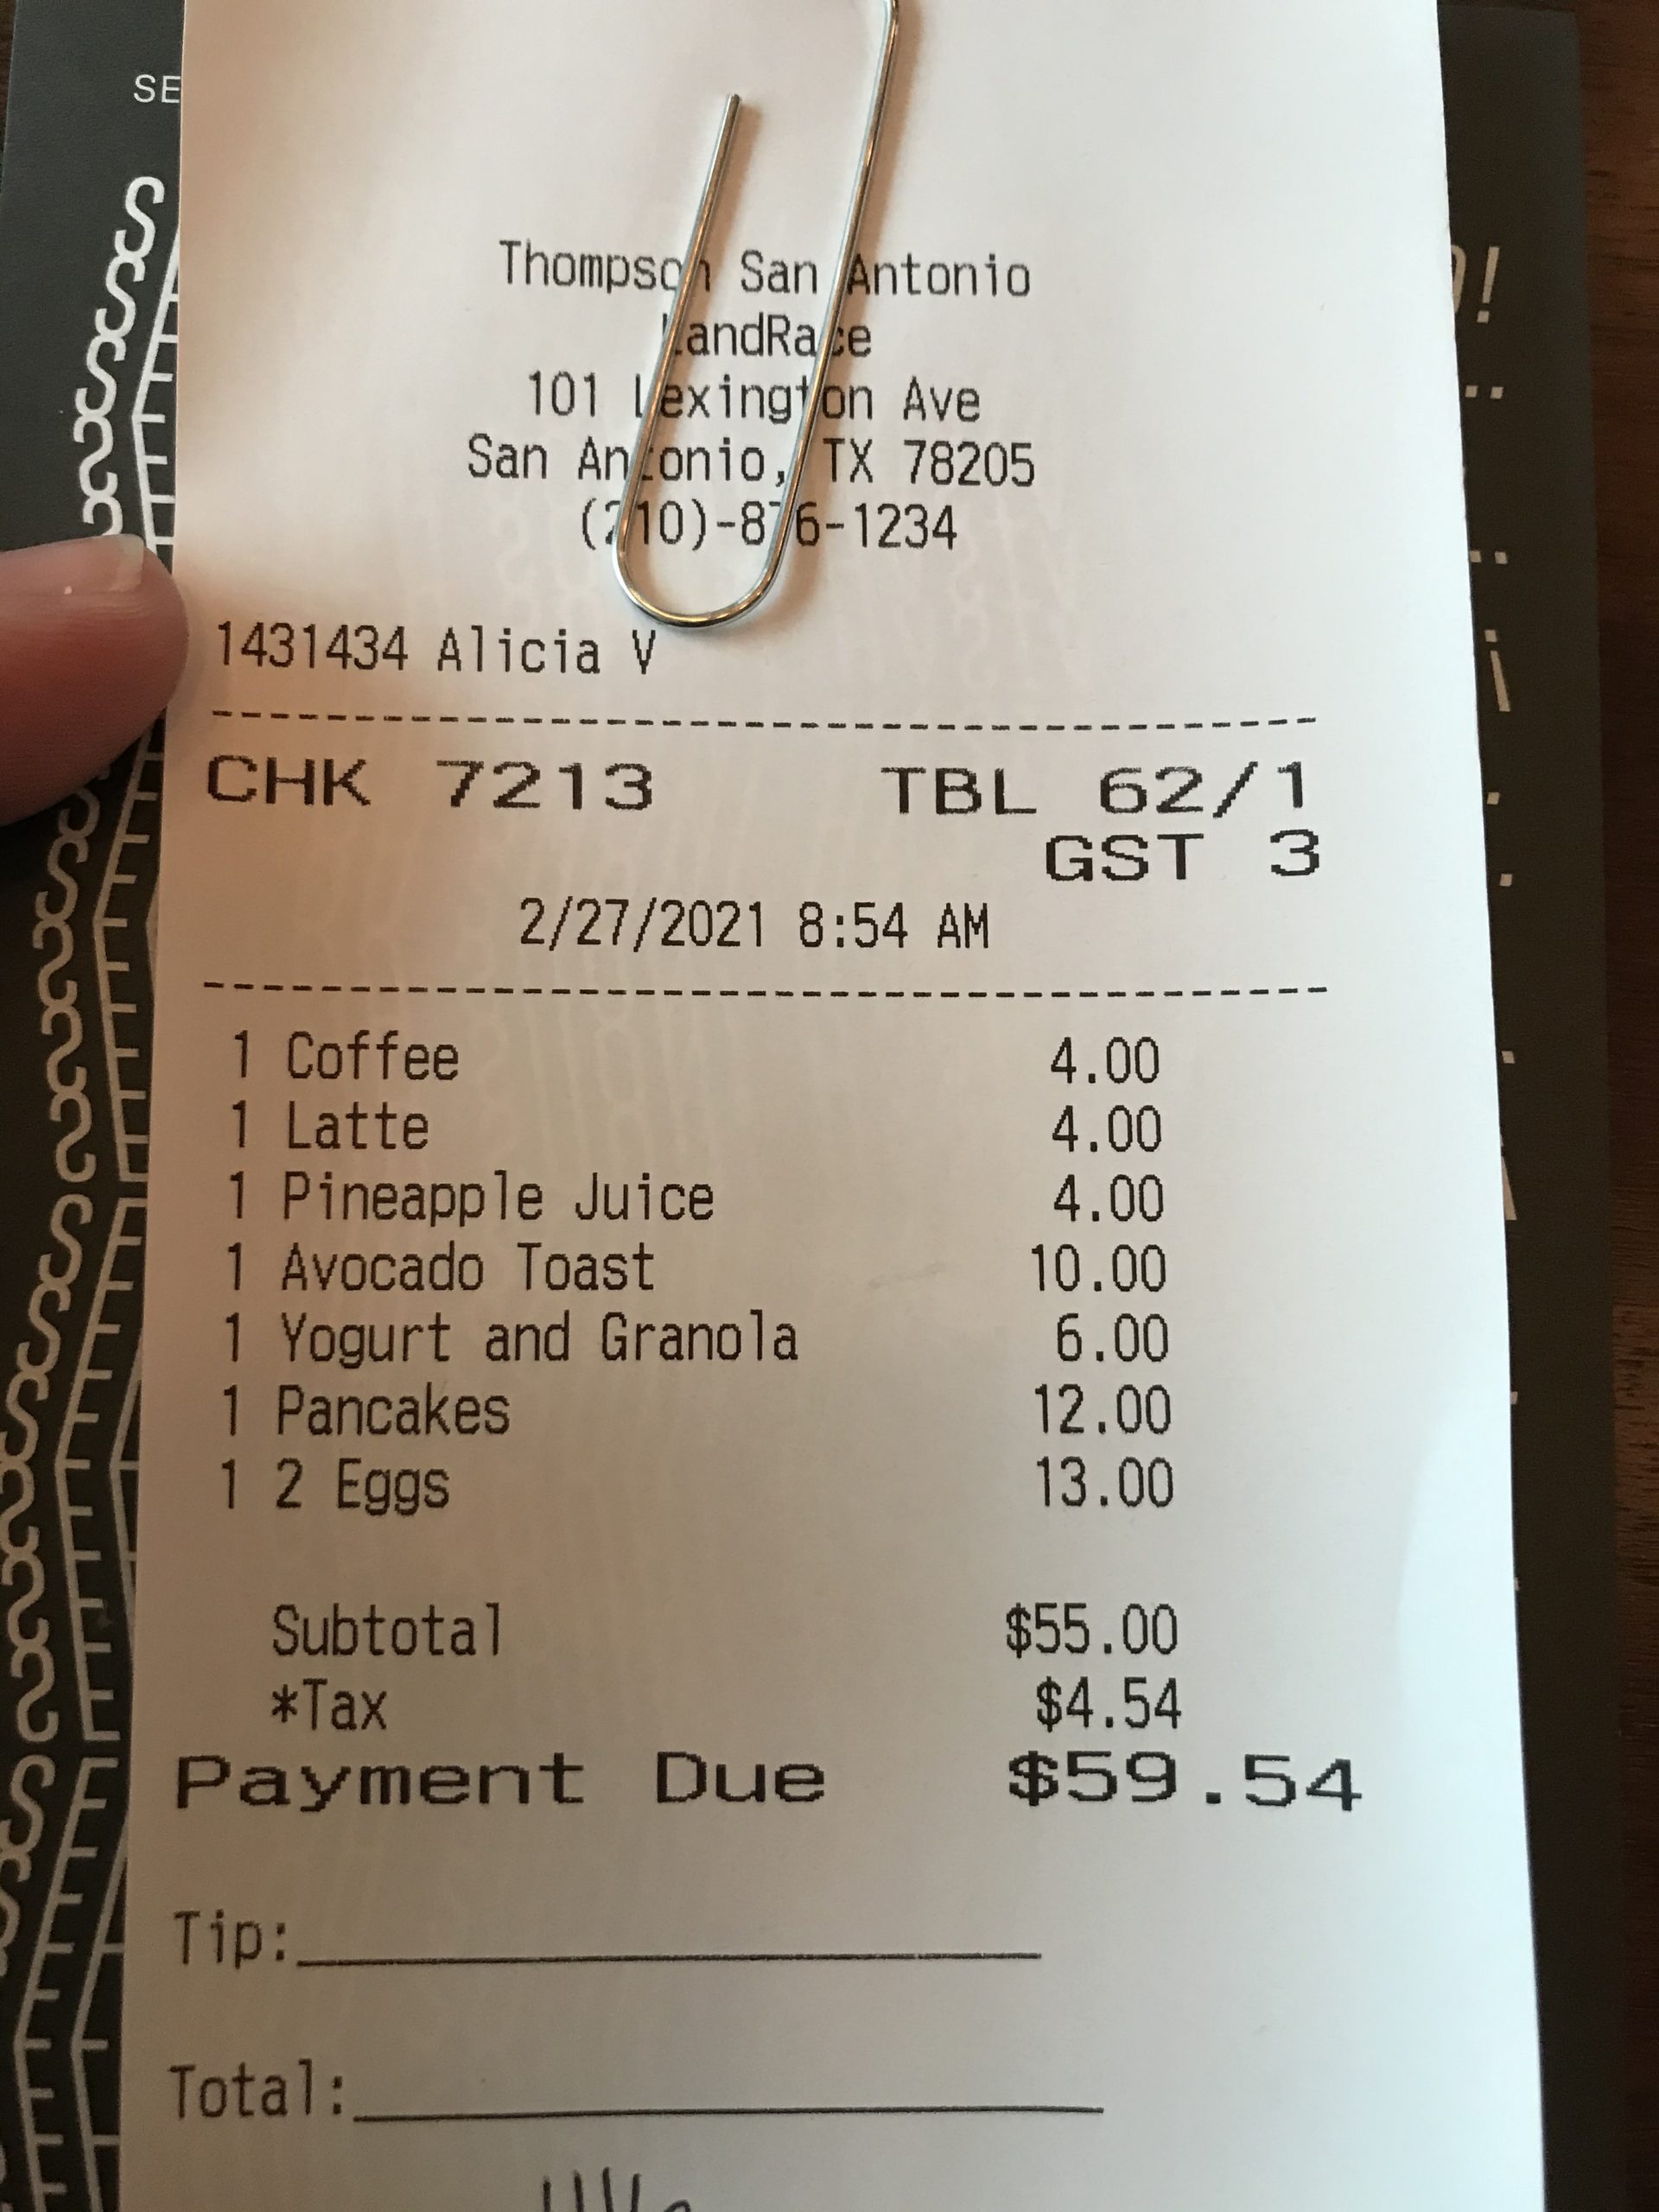 SE
Thompson San Antonio
LandRace
101 Lexington Ave
San Antonio, TX 78205
(210)-876-1234
1431434 Alicia V
CHK 7213 TBL 62/1
GST 3
2/27/2021 8:54 AM
1 Coffee 4.00
1 Latte 4.00
1 Pineapple Juice 4.00
1 Avocado Toast 10.00
1 Yogurt and Granola 6.00
1 Pancakes 12.00
1 2 Eggs 13.00
Subtotal $55.00
*Tax $4.54
Payment Due $59.54
Tip:
Total: